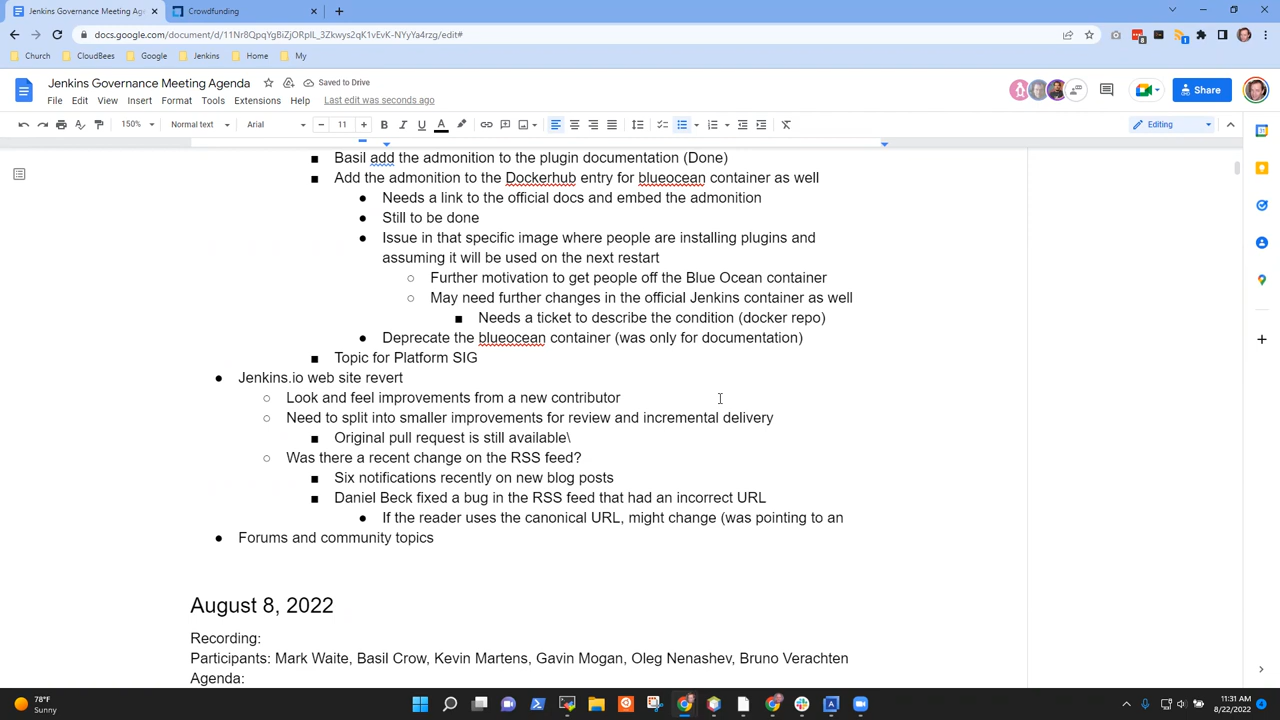 Jenkins Governance Meeting Ag
Crowdfunding
docs.google.com/document/d/11Nr8QpqYgBiZjORpIL_3Zkwys2qK1vEvK-NYyYa4rzg/edit#
Church
CloudBees
Google
Jenkins
Home
My
Jenkins Governance Meeting Agenda
Saved to Drive
File Edit View Insert Format Tools Extensions Help Last edit was seconds ago
Share
150% Normal text Arial 11 Editing
■ Basil add the admonition to the plugin documentation (Done)
■ Add the admonition to the Dockerhub entry for blueocean container as well
● Needs a link to the official docs and embed the admonition
● Still to be done
● Issue in that specific image where people are installing plugins and
assuming it will be used on the next restart
○ Further motivation to get people off the Blue Ocean container
○ May need further changes in the official Jenkins container as well
■ Needs a ticket to describe the condition (docker repo)
● Deprecate the blueocean container (was only for documentation)
■ Topic for Platform SIG
● Jenkins.io web site revert
○ Look and feel improvements from a new contributor
○ Need to split into smaller improvements for review and incremental delivery
■ Original pull request is still available\
○ Was there a recent change on the RSS feed?
■ Six notifications recently on new blog posts
■ Daniel Beck fixed a bug in the RSS feed that had an incorrect URL
● If the reader uses the canonical URL, might change (was pointing to an
● Forums and community topics
August 8, 2022
Recording:
Participants: Mark Waite, Basil Crow, Kevin Martens, Gavin Mogan, Oleg Nenashev, Bruno Verachten
Agenda:
78°F
Sunny
11:31 AM
8/22/2022